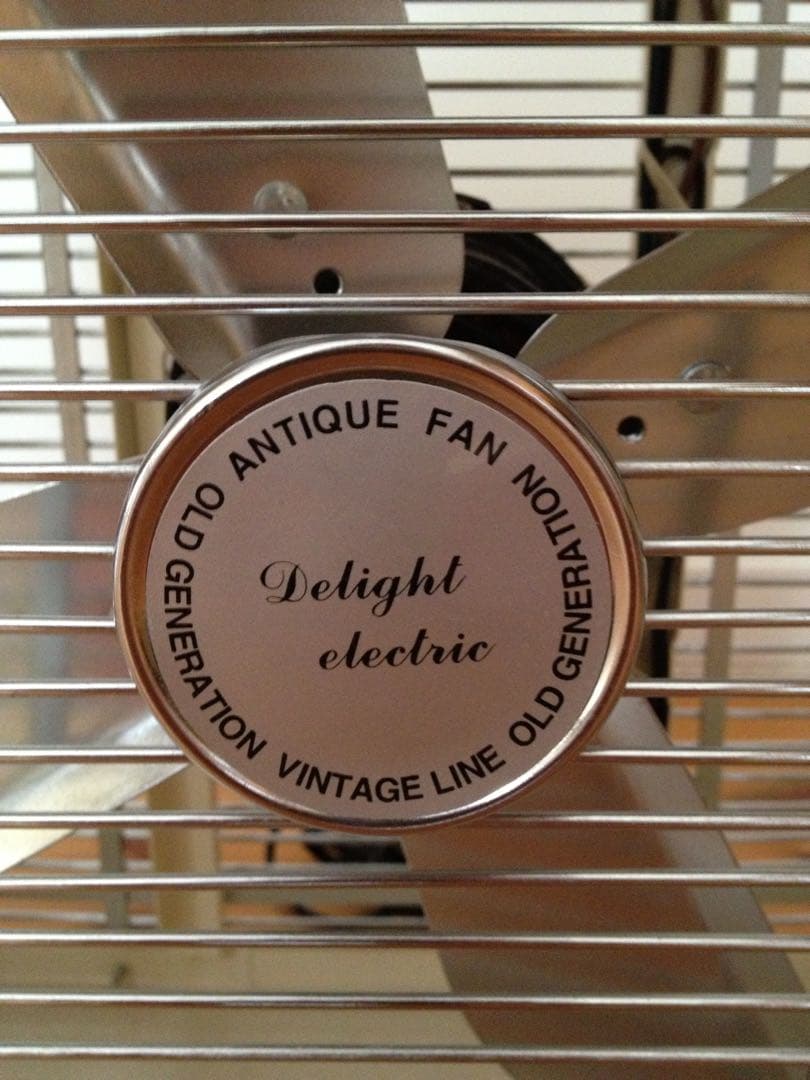 ANTIQUE FAN
OLD GENERATION
Delight
electric
OLD GENERATION
VINTAGE LINE